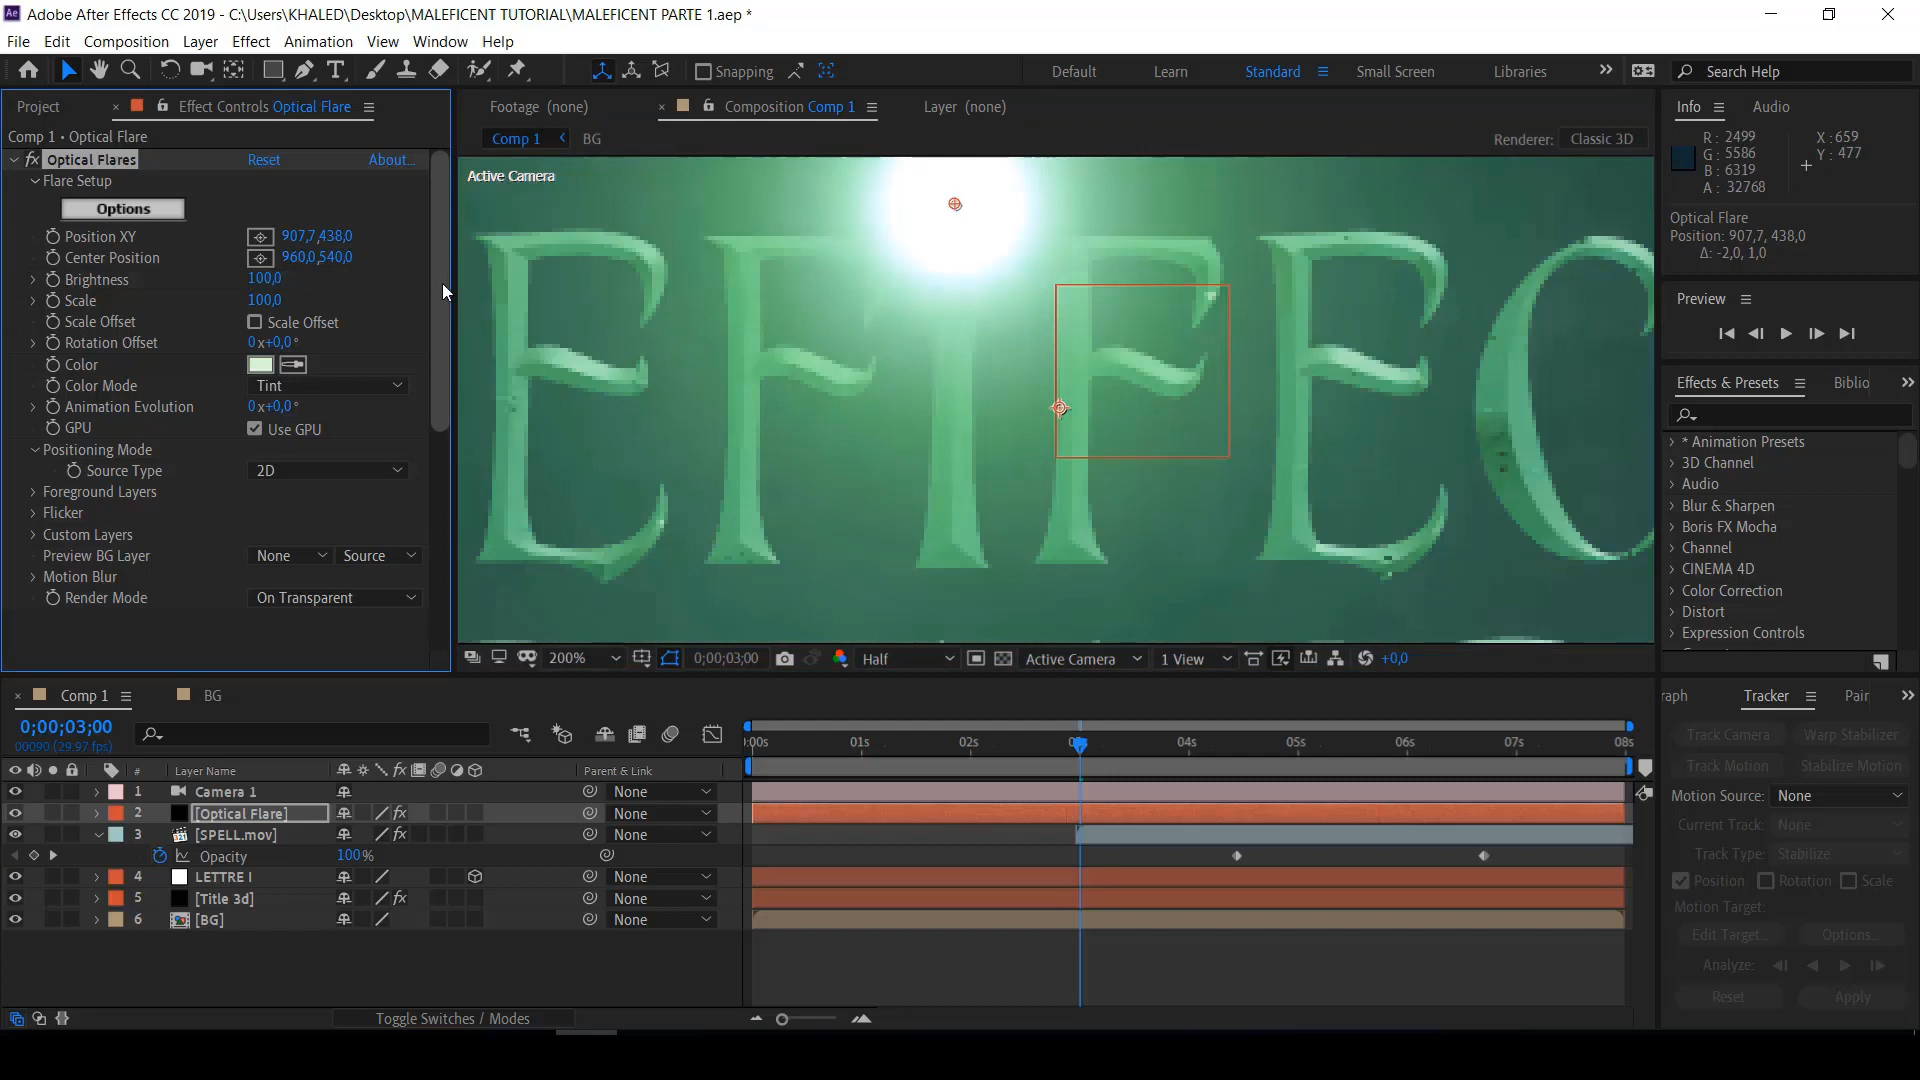 Adobe After Effects CC 2019 - C:\Users\KHALED\Desktop\MALEFICENT TUTORIAL\MALEFICENT PARTE 1.aep *
File Edit Composition Layer Effect Animation View Window Help
Snapping
Default Learn Standard Small Screen Libraries
Search Help
Project
Effect Controls Optical Flare
Comp 1 • Optical Flare
fx Optical Flares Reset About...
Flare Setup
Options
Position XY 907,7,438,0
Center Position 960,0,540,0
Brightness 100,0
Scale 100,0
Scale Offset Scale Offset
Rotation Offset 0x+0,0°
Color
Color Mode Tint
Animation Evolution 0x+0,0°
GPU Use GPU
Positioning Mode
Source Type 2D
Foreground Layers
Flicker
Custom Layers
Preview BG Layer None Source
Motion Blur
Render Mode On Transparent
Footage (none)
Composition Comp 1
Layer (none)
Comp 1 BG
Renderer: Classic 3D
Active Camera
200% 0;00;03;00 Half Active Camera 1 View +0,0
Info Audio
R : 2499
G : 5586
B : 6319
A : 32768
X : 659
Y : 477
Optical Flare
Position: 907,7, 438,0
Δ: -2,0, 1,0
Preview
Effects & Presets Biblio
* Animation Presets
3D Channel
Audio
Blur & Sharpen
Boris FX Mocha
Channel
CINEMA 4D
Color Correction
Distort
Expression Controls
Comp 1 BG
0;00;03;00
00090 (29.97 fps)
# Layer Name fx Parent & Link
1 Camera 1 None
2 [Optical Flare] fx None
3 [SPELL.mov] fx None
Opacity 100%
4 LETTRE I None
5 [Title 3d] fx None
6 [BG] None
Toggle Switches / Modes
:00s 01s 02s 04s 05s 06s 07s 08s
raph Tracker Pair
Track Camera Warp Stabilizer
Track Motion Stabilize Motion
Motion Source: None
Current Track: None
Track Type: Stabilize
Position Rotation Scale
Motion Target:
Edit Target... Options...
Analyze:
Reset Apply